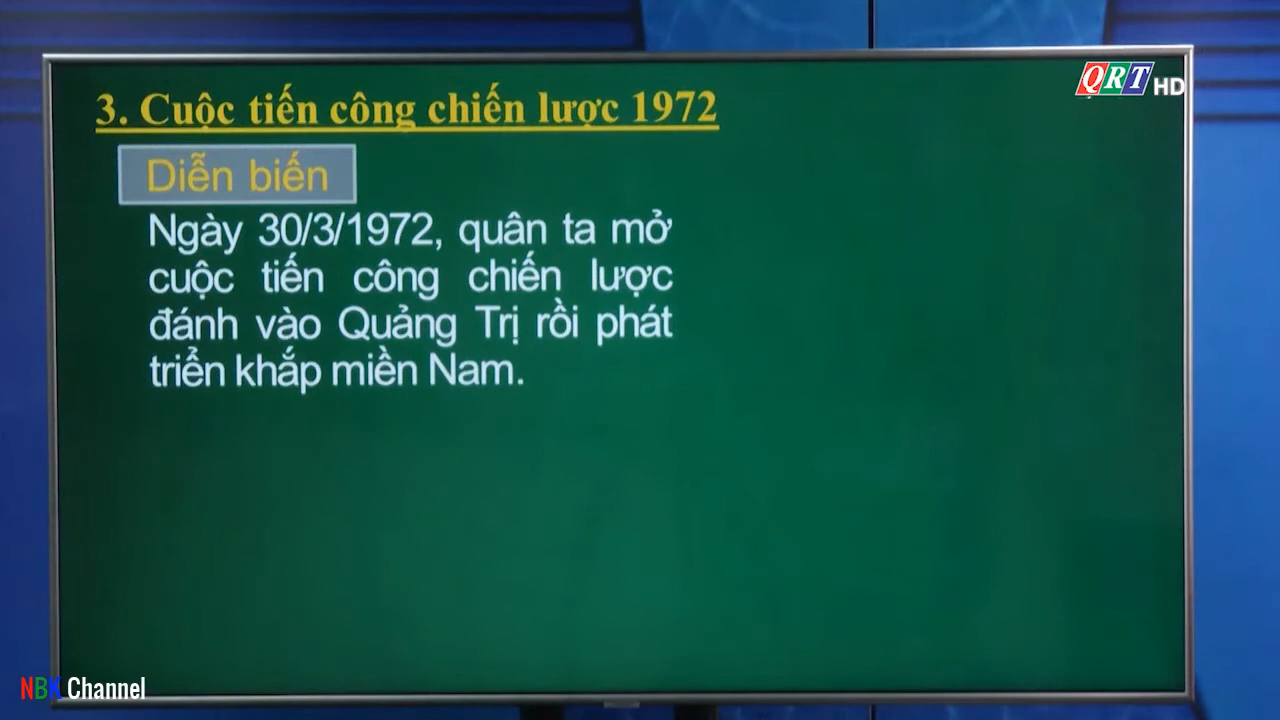 QRT HD
3. Cuộc tiến công chiến lược 1972
Diễn biến
Ngày 30/3/1972, quân ta mở
cuộc tiến công chiến lược
đánh vào Quảng Trị rồi phát
triển khắp miền Nam.
NBK Channel